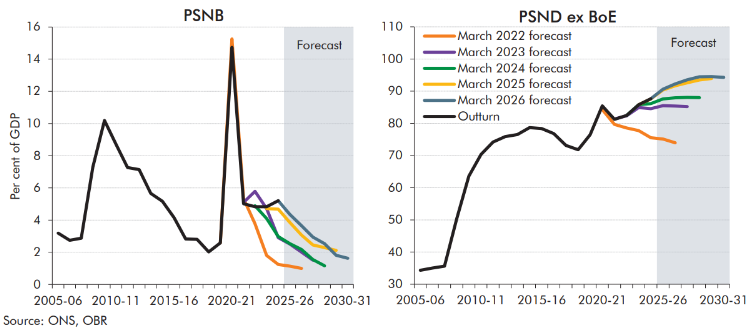 PSNB
Per cent of GDP
16
14
12
10
8
6
4
2
0
Forecast
2005-06 2010-11 2015-16 2020-21 2025-26 2030-31
PSND ex BoE
110
100
90
80
70
60
50
40
30
March 2022 forecast
March 2023 forecast
March 2024 forecast
March 2025 forecast
March 2026 forecast
Outturn
Forecast
2005-06 2010-11 2015-16 2020-21 2025-26 2030-31
Source: ONS, OBR